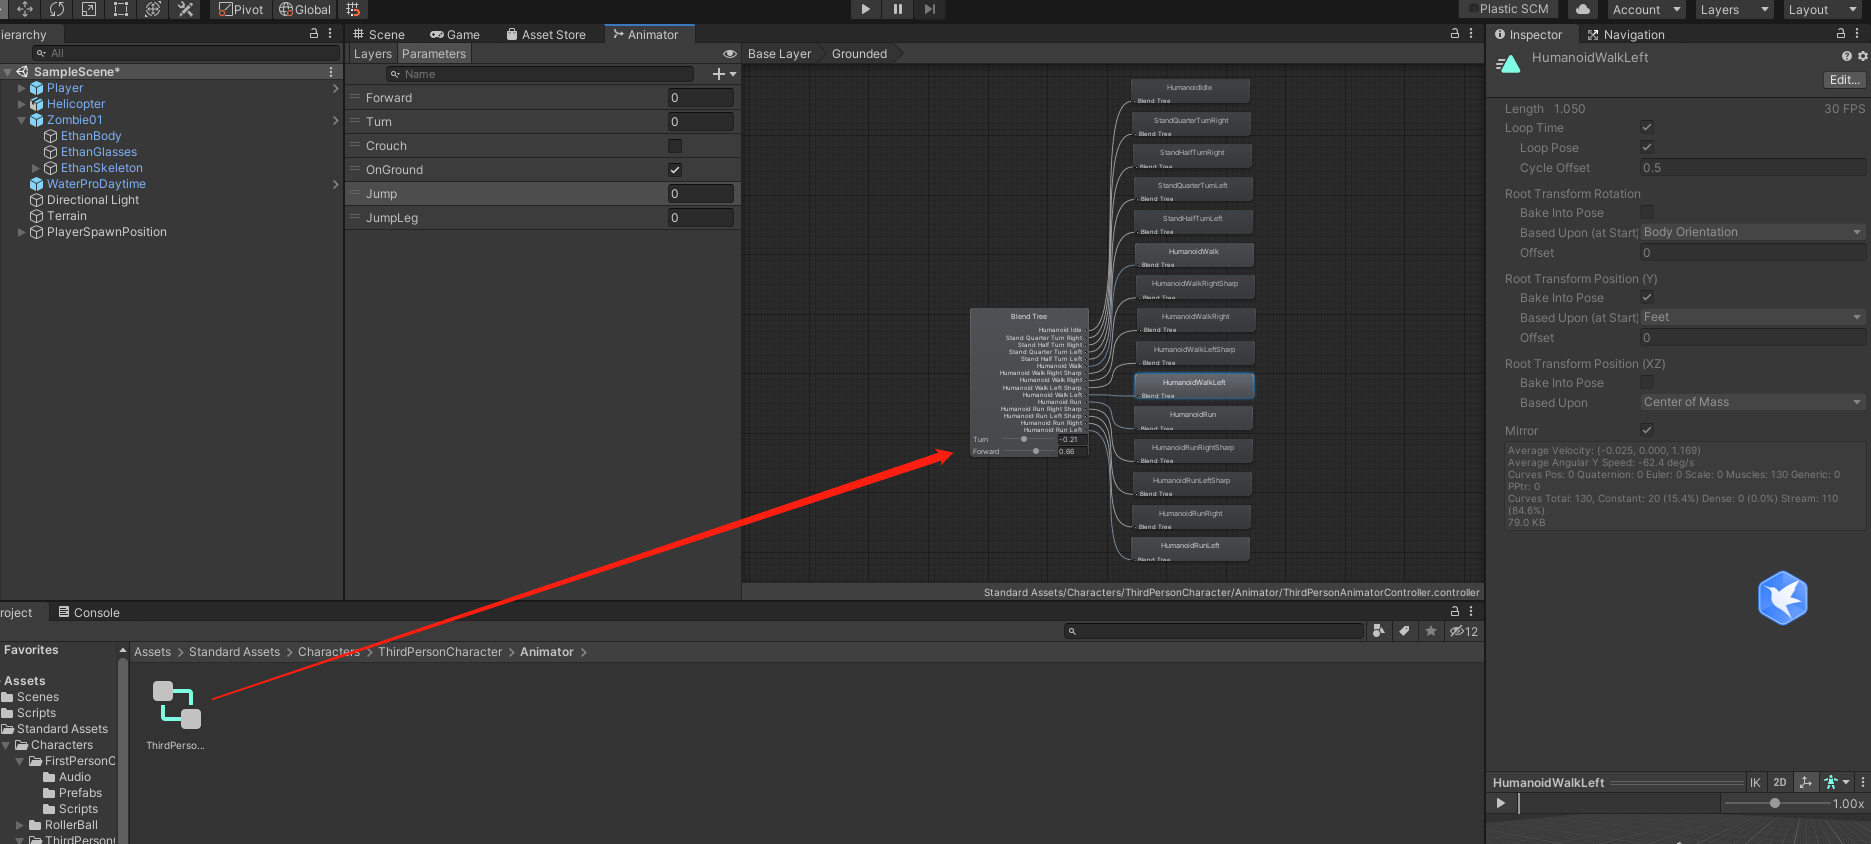 Pivot
Global
Plastic SCM
Account
Layers
Layout
ierarchy
All
SampleScene*
Player
Helicopter
Zombie01
EthanBody
EthanGlasses
EthanSkeleton
WaterProDaytime
Directional Light
Terrain
PlayerSpawnPosition
Scene
Game
Asset Store
Animator
Layers
Parameters
Name
Forward 0
Turn 0
Crouch
OnGround
Jump 0
JumpLeg 0
Base Layer
Grounded
Blend Tree
Humanoid Idle
Stand Quarter Turn Right
Stand Half Turn Right
Stand Quarter Turn Left
Stand Half Turn Left
Humanoid Walk
Humanoid Walk Right Sharp
Humanoid Walk Right
Humanoid Walk Left Sharp
Humanoid Walk Left
Humanoid Run
Humanoid Run Right Sharp
Humanoid Run Left Sharp
Humanoid Run Right
Humanoid Run Left
Turn -0.21
Forward 0.66
HumanoidIdle
Blend Tree
StandQuarterTurnRight
Blend Tree
StandHalfTurnRight
Blend Tree
StandQuarterTurnLeft
Blend Tree
StandHalfTurnLeft
Blend Tree
HumanoidWalk
Blend Tree
HumanoidWalkRightSharp
Blend Tree
HumanoidWalkRight
Blend Tree
HumanoidWalkLeftSharp
Blend Tree
HumanoidWalkLeft
Blend Tree
HumanoidRun
Blend Tree
HumanoidRunRightSharp
Blend Tree
HumanoidRunLeftSharp
Blend Tree
HumanoidRunRight
Blend Tree
HumanoidRunLeft
Blend Tree
Standard Assets/Characters/ThirdPersonCharacter/Animator/ThirdPersonAnimatorController.controller
Inspector
Navigation
HumanoidWalkLeft
Edit...
Length 1.050 30 FPS
Loop Time
Loop Pose
Cycle Offset 0.5
Root Transform Rotation
Bake Into Pose
Based Upon (at Start) Body Orientation
Offset 0
Root Transform Position (Y)
Bake Into Pose
Based Upon (at Start) Feet
Offset 0
Root Transform Position (XZ)
Bake Into Pose
Based Upon Center of Mass
Mirror
Average Velocity: (-0.025, 0.000, 1.169)
Average Angular Y Speed: -62.4 deg/s
Curves Pos: 0 Quaternion: 0 Euler: 0 Scale: 0 Muscles: 130 Generic: 0
PPtr: 0
Curves Total: 130, Constant: 20 (15.4%) Dense: 0 (0.0%) Stream: 110
(84.6%)
79.0 KB
HumanoidWalkLeft
IK
2D
1.00x
roject
Console
12
Favorites
Assets
Scenes
Scripts
Standard Assets
Characters
FirstPersonC
Audio
Prefabs
Scripts
RollerBall
ThirdPerson
Assets > Standard Assets > Characters > ThirdPersonCharacter > Animator >
ThirdPerso...